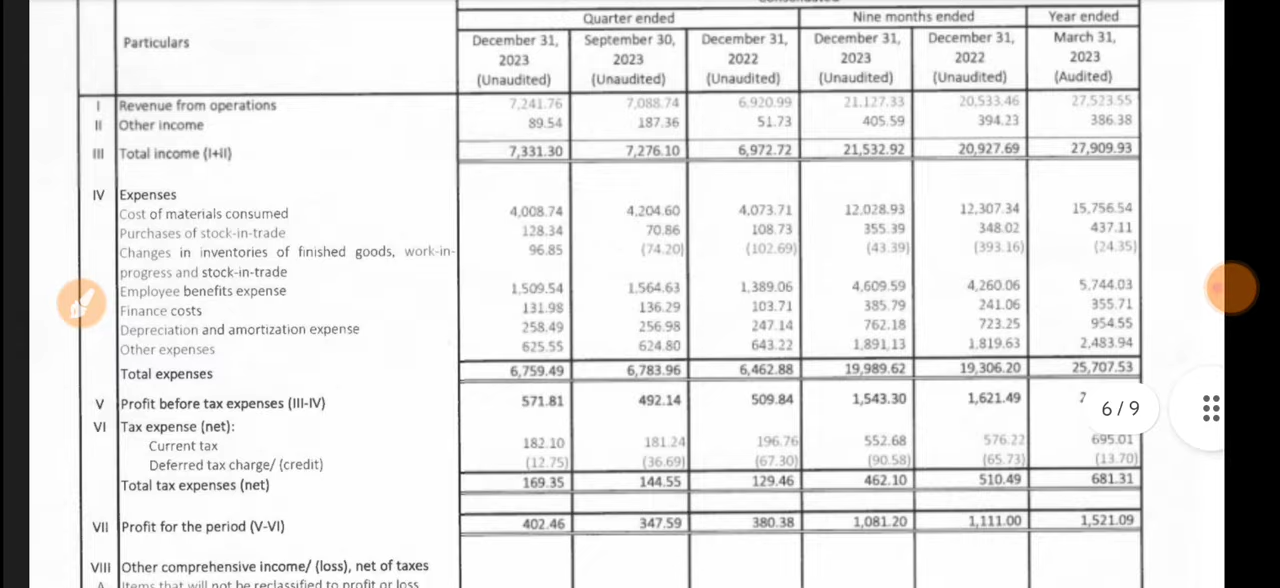 Quarter ended Nine months ended Year ended
Particulars December 31, 2023 (Unaudited) September 30, 2023 (Unaudited) December 31, 2022 (Unaudited) December 31, 2023 (Unaudited) December 31, 2022 (Unaudited) March 31, 2023 (Audited)
I Revenue from operations 7,241.76 7,088.74 6,920.99 21,127.33 20,533.46 27,523.55
II Other income 89.54 187.36 51.73 405.59 394.23 386.38
III Total income (I+II) 7,331.30 7,276.10 6,972.72 21,532.92 20,927.69 27,909.93
IV Expenses
Cost of materials consumed 4,008.74 4,204.60 4,073.71 12,028.93 12,307.34 15,756.54
Purchases of stock-in-trade 128.34 70.86 108.73 355.39 348.02 437.11
Changes in inventories of finished goods, work-in- 96.85 (74.20) (102.69) (43.39) (393.16) (24.35)
progress and stock-in-trade
Employee benefits expense 1,509.54 1,564.63 1,389.06 4,609.59 4,260.06 5,744.03
Finance costs 131.98 136.29 103.71 385.79 241.06 355.71
Depreciation and amortization expense 258.49 256.98 247.14 762.18 723.25 954.55
Other expenses 625.55 624.80 643.22 1,891.13 1,819.63 2,483.94
Total expenses 6,759.49 6,783.96 6,462.88 19,989.62 19,306.20 25,707.53
V Profit before tax expenses (III-IV) 571.81 492.14 509.84 1,543.30 1,621.49
6/9
VI Tax expense (net):
Current tax 182.10 181.24 196.76 552.68 576.22 695.01
Deferred tax charge/ (credit) (12.75) (36.69) (67.30) (90.58) (65.73) (13.70)
Total tax expenses (net) 169.35 144.55 129.46 462.10 510.49 681.31
VII Profit for the period (V-VI) 402.46 347.59 380.38 1,081.20 1,111.00 1,521.09
VIII Other comprehensive income/ (loss), net of taxes
A Items that will not be reclassified to profit or loss